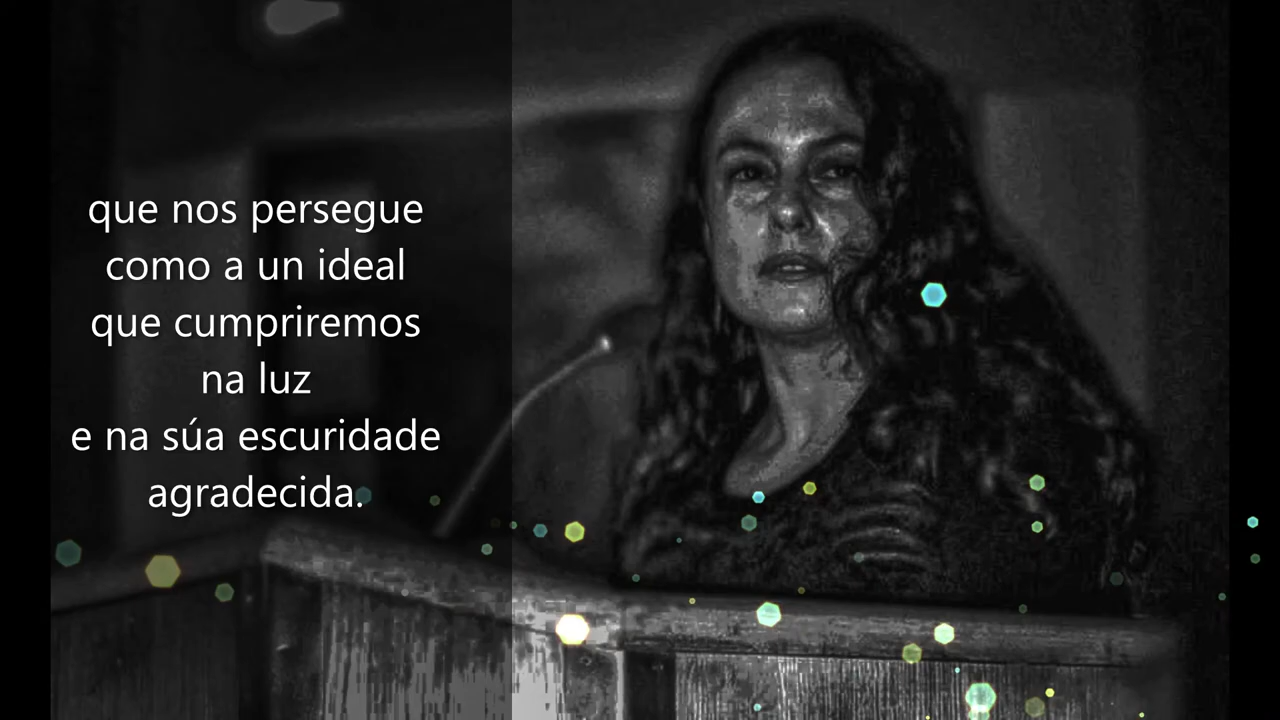 que nos persegue
como a un ideal
que cumpriremos
na luz
e na súa escuridade
agradecida.